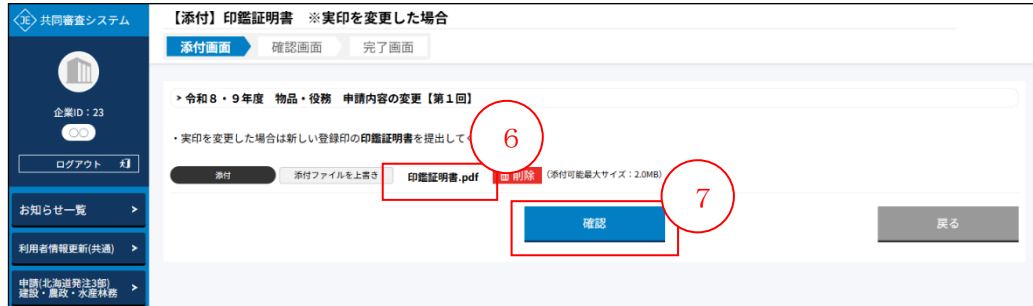 JE 共同審査システム
企業ID:23
○○
ログアウト
お知らせ一覧 >
利用者情報更新(共通) >
申請(北海道発注3部)
建設・農政・水産林務 >
【添付】印鑑証明書 ※実印を変更した場合
添付画面 確認画面 完了画面
> 令和8・9年度 物品・役務 申請内容の変更【第1回】
・実印を変更した場合は新しい登録印の印鑑証明書を提出して
6
添付 添付ファイルを上書き 印鑑証明書.pdf 削除 (添付可能最大サイズ:2.0MB)
7
確認 戻る